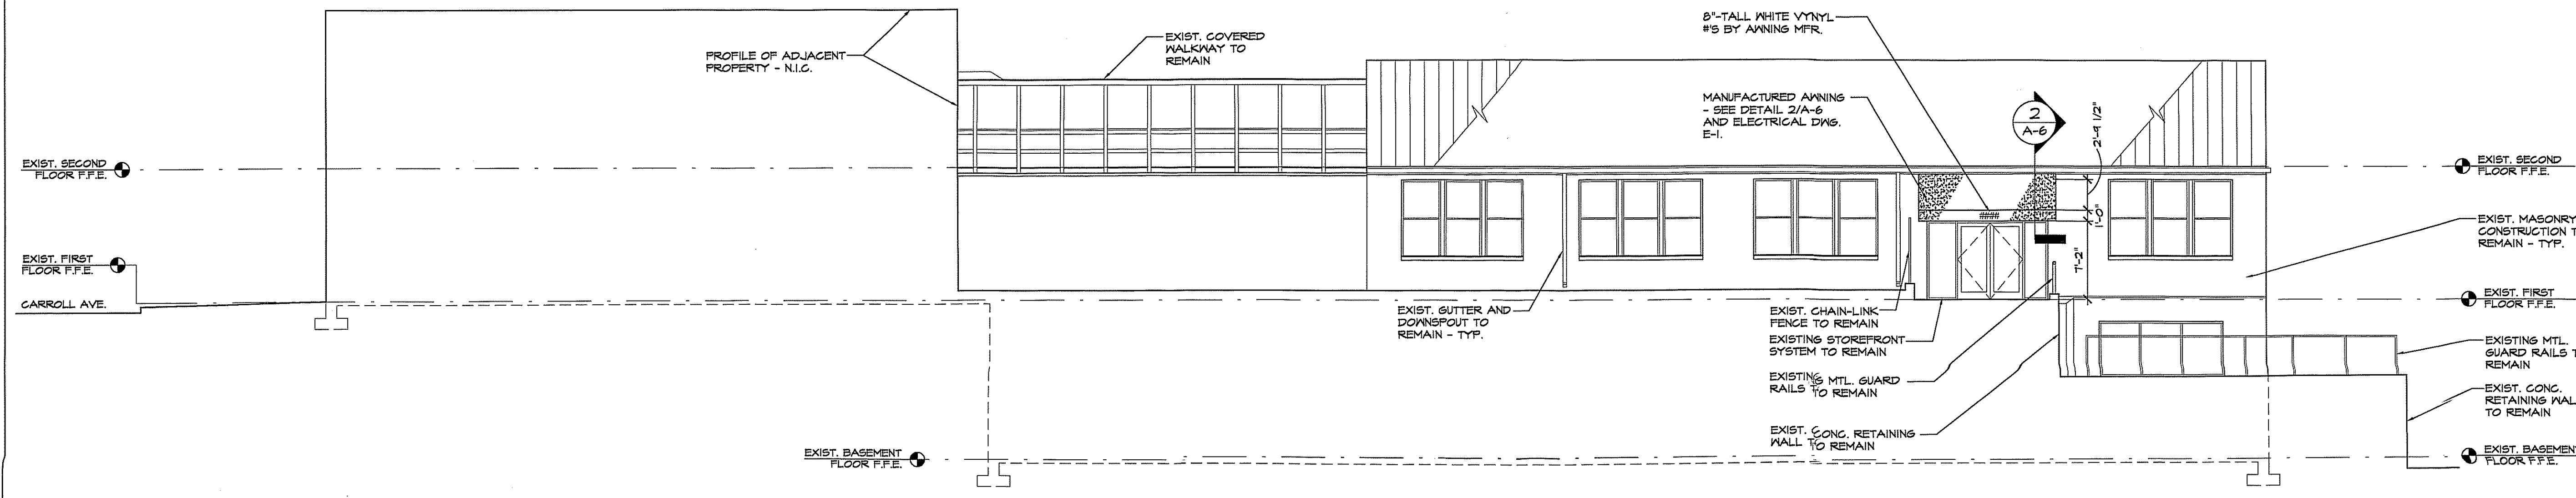 8"-TALL WHITE VYNYL
#'S BY AWNING MFR.
PROFILE OF ADJACENT
PROPERTY - N.I.C.
EXIST. COVERED
WALKWAY TO
REMAIN
MANUFACTURED AWNING
- SEE DETAIL 2/A-6
AND ELECTRICAL DWG.
E-1.
2
A-6
2'-9 1/2"
EXIST. SECOND
FLOOR F.F.E.
EXIST. SECOND
FLOOR F.F.E.
####
1'-0"
7'-2"
EXIST. MASONRY
CONSTRUCTION T
REMAIN - TYP.
EXIST. FIRST
FLOOR F.F.E.
CARROLL AVE.
EXIST. FIRST
FLOOR F.F.E.
EXIST. GUTTER AND
DOWNSPOUT TO
REMAIN - TYP.
EXIST. CHAIN-LINK
FENCE TO REMAIN
EXISTING STOREFRONT
SYSTEM TO REMAIN
EXISTING MTL. GUARD
RAILS TO REMAIN
EXIST. CONC. RETAINING
WALL TO REMAIN
EXISTING MTL.
GUARD RAILS T
REMAIN
EXIST. CONC.
RETAINING WAL
TO REMAIN
EXIST. BASEMENT
FLOOR F.F.E.
EXIST. BASEMENT
FLOOR F.F.E.